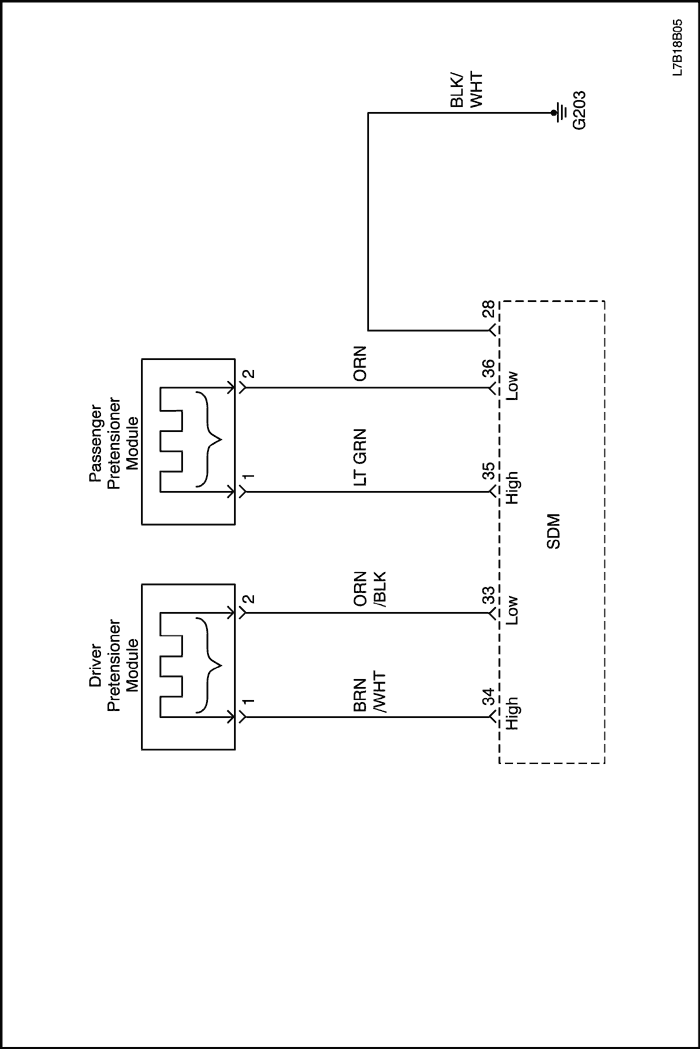 Driver
Pretensioner
Module
Passenger
Pretensioner
Module
1
2
1
2
BRN
/WHT
ORN
/BLK
LT GRN
ORN
BLK/
WHT
34
33
35
36
28
High
Low
High
Low
SDM
G203
L7B18B05